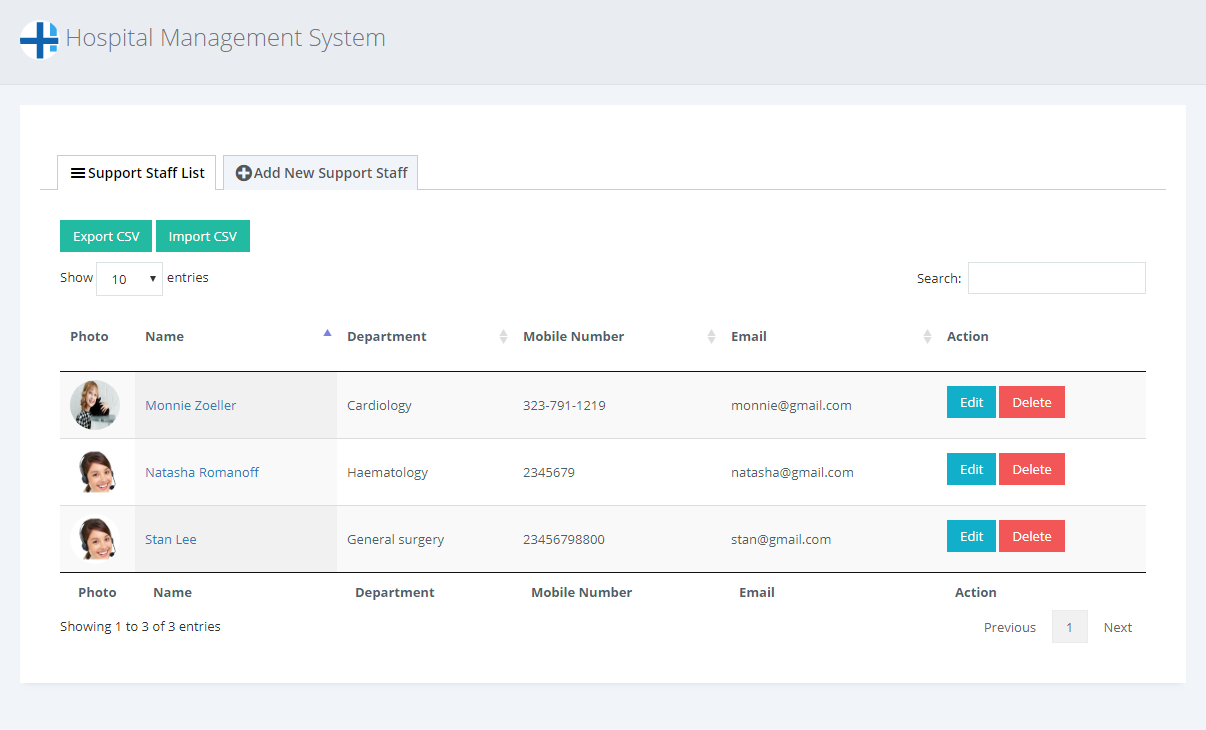 Hospital Management System
Support Staff List Add New Support Staff
Export CSV Import CSV
Show 10 entries Search:
Photo Name Department Mobile Number Email Action
Monnie Zoeller Cardiology 323-791-1219 monnie@gmail.com Edit Delete
Natasha Romanoff Haematology 2345679 natasha@gmail.com Edit Delete
Stan Lee General surgery 23456798800 stan@gmail.com Edit Delete
Photo Name Department Mobile Number Email Action
Showing 1 to 3 of 3 entries Previous 1 Next